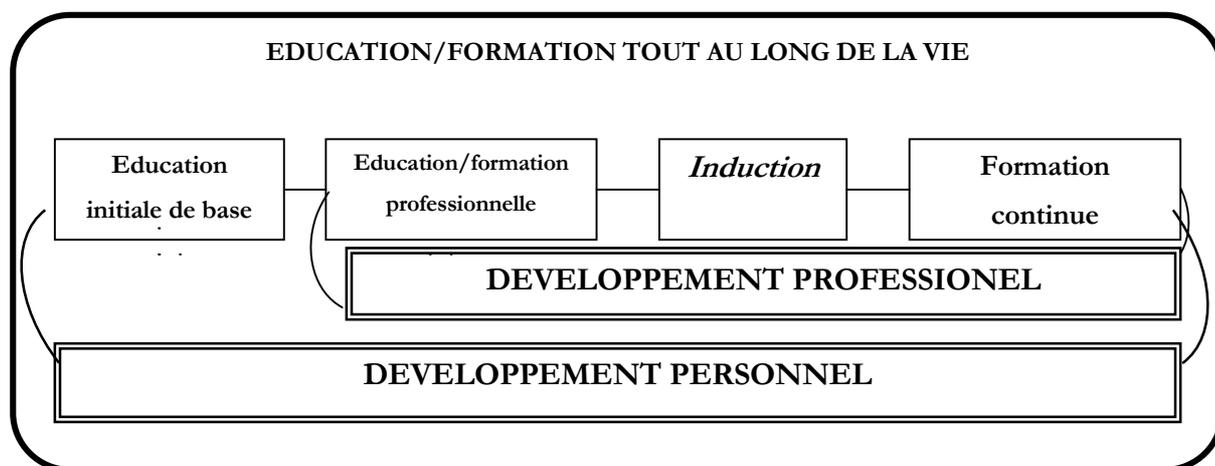 EDUCATION/FORMATION TOUT AU LONG DE LA VIE
Education
initiale de base
Education/formation
professionnelle
Induction
Formation
continue
DEVELOPPEMENT PROFESSIONEL
DEVELOPPEMENT PERSONNEL